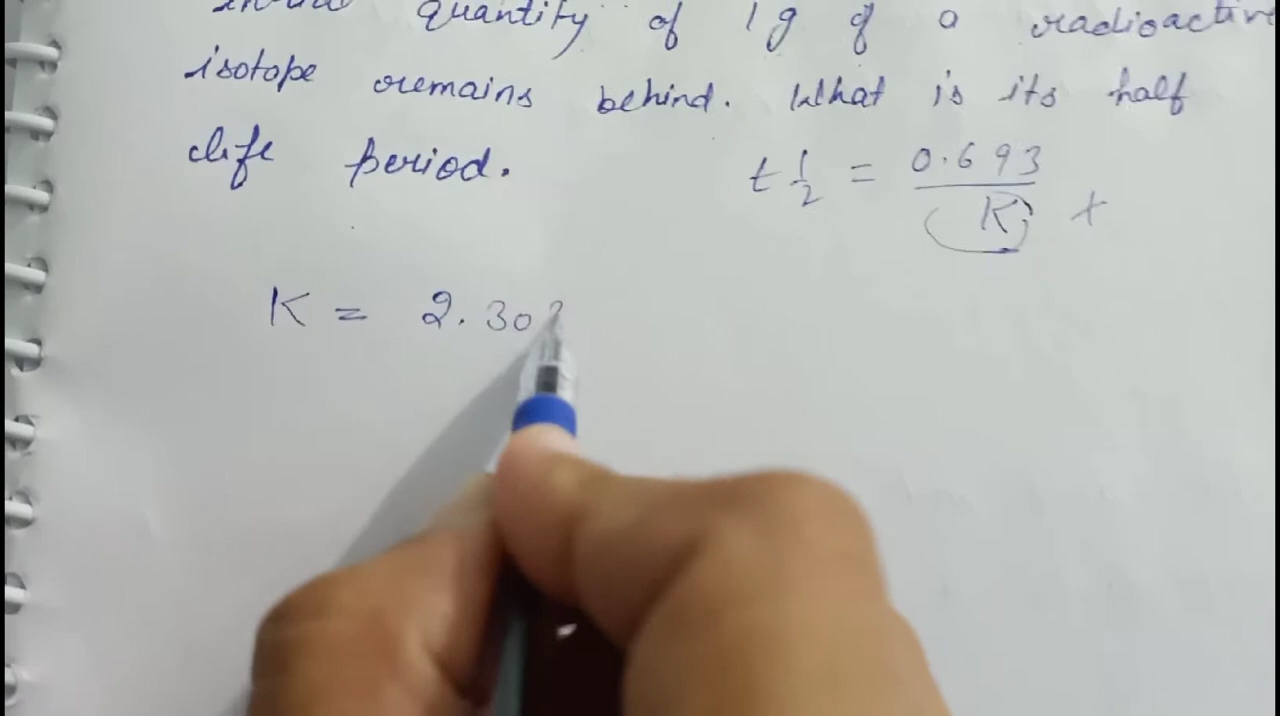 quantity of 1 g of a radioactive
isotope remains behind. What is its half
life period. t 1/2 = 0.693 / K ×
K = 2.303